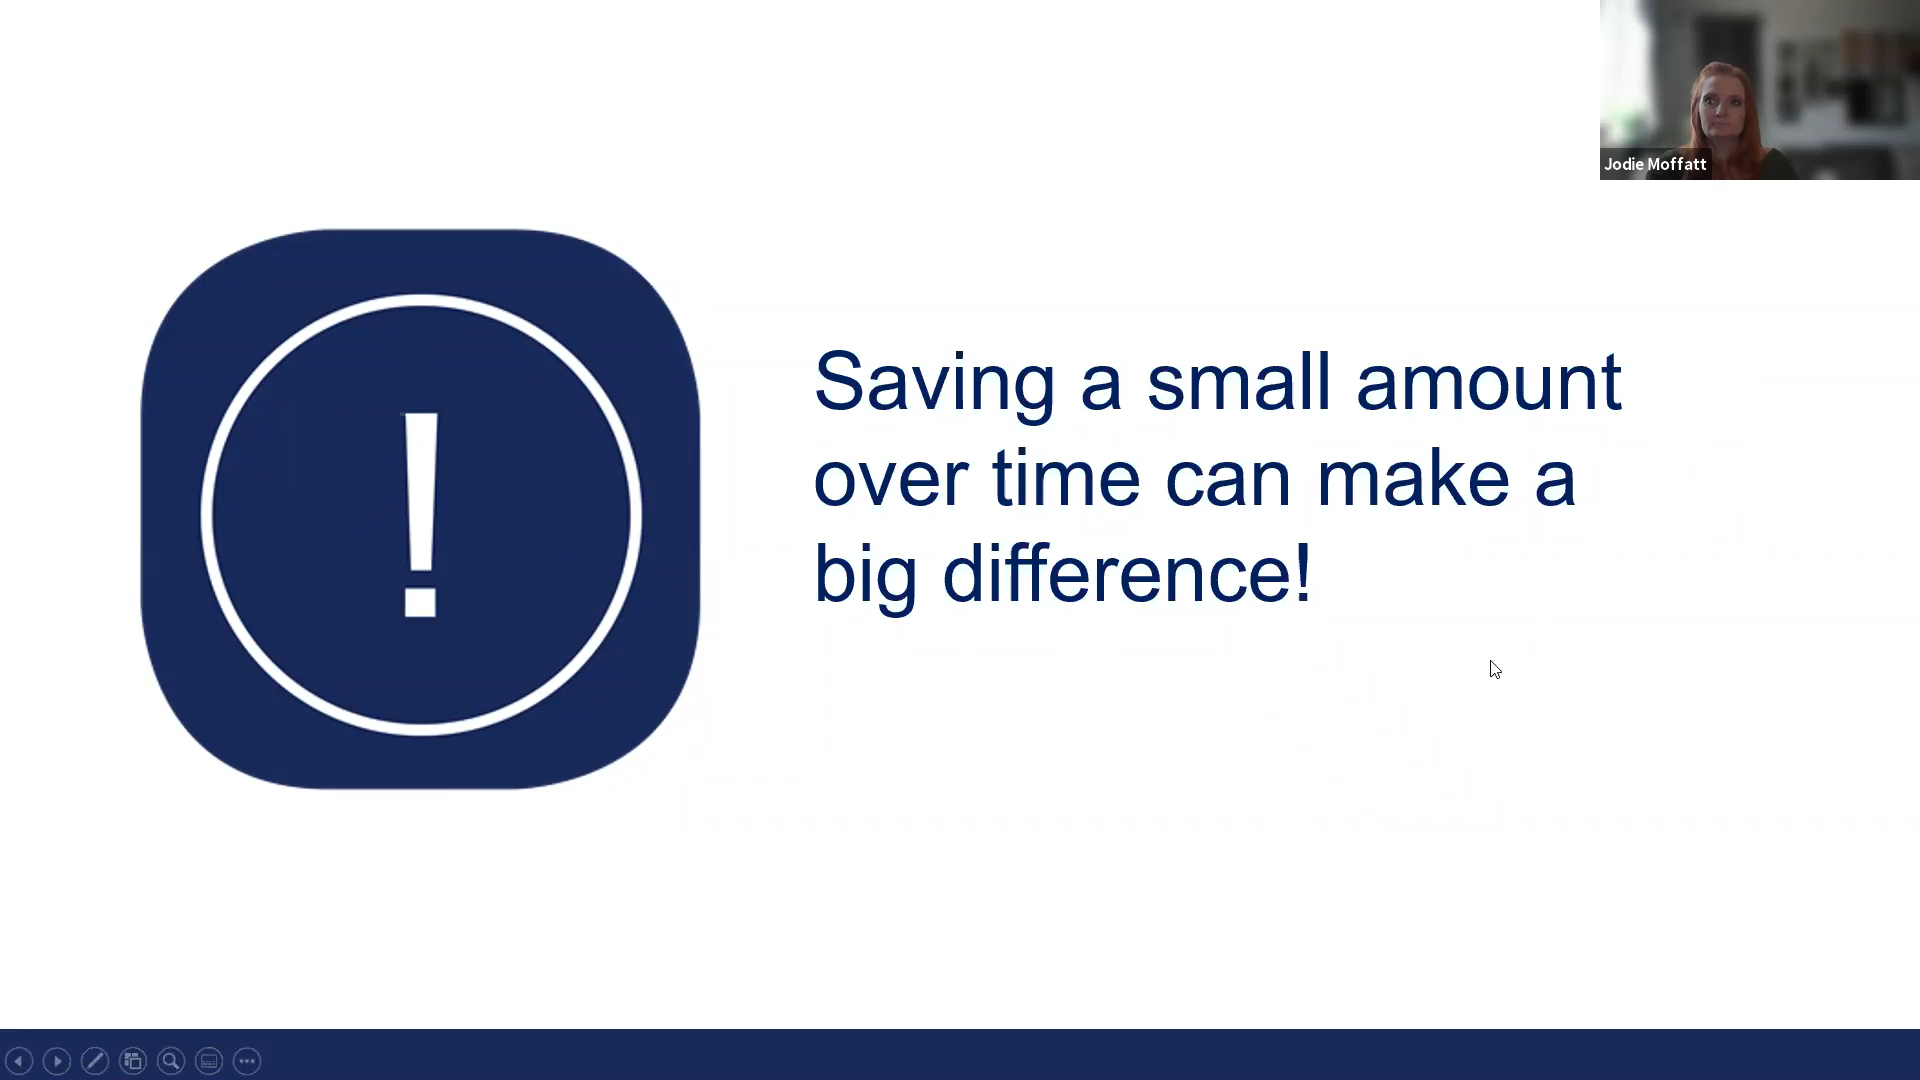 Jodie Moffatt
!
Saving a small amount
over time can make a
big difference!